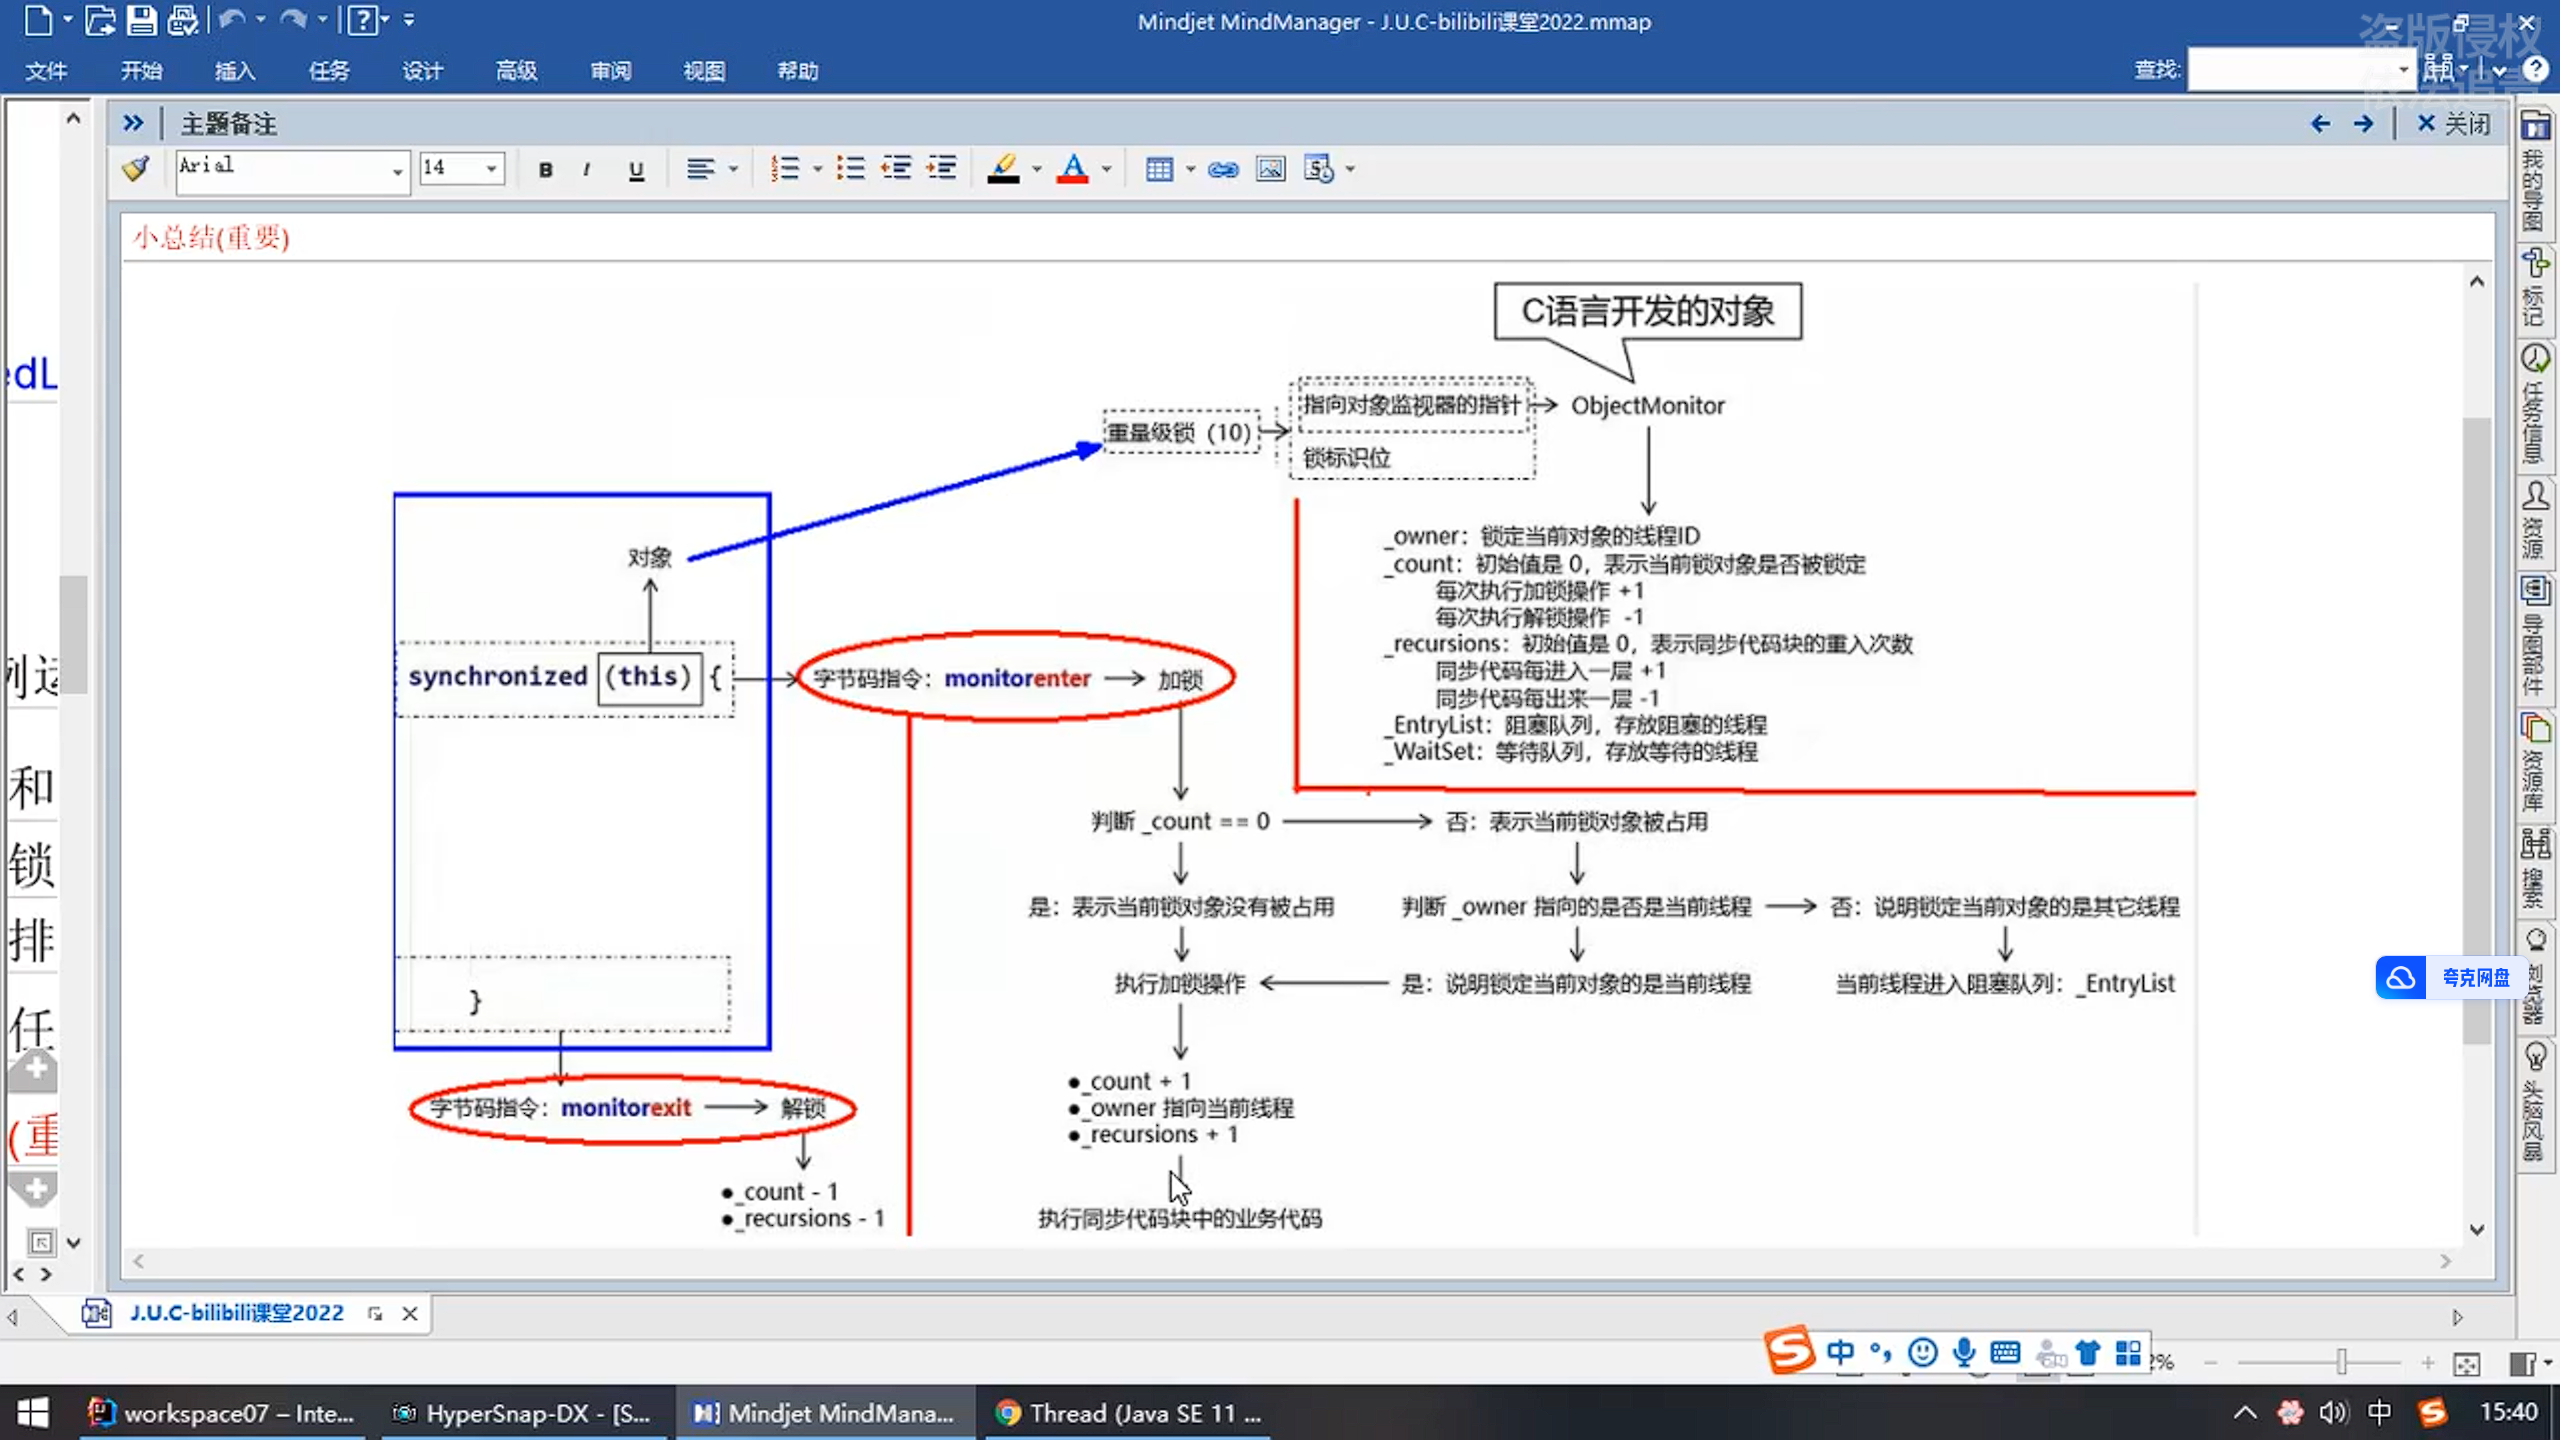 Mindjet MindManager - J.U.C-bilibili课堂2022.mmap
盗版侵权
依法追责
文件 开始 插入 任务 设计 高级 审阅 视图 帮助
查找:
主题备注
关闭
Arial
14
B I U
小总结(重要)
C语言开发的对象
指向对象监视器的指针
ObjectMonitor
重量级锁（10）
锁标识位
_owner：锁定当前对象的线程ID
_count：初始值是 0，表示当前锁对象是否被锁定
每次执行加锁操作 +1
每次执行解锁操作 -1
_recursions：初始值是 0，表示同步代码块的重入次数
同步代码每进入一层 +1
同步代码每出来一层 -1
_EntryList：阻塞队列，存放阻塞的线程
_WaitSet：等待队列，存放等待的线程
对象
synchronized (this) {
字节码指令：monitorenter
加锁
判断 _count == 0
否：表示当前锁对象被占用
是：表示当前锁对象没有被占用
判断 _owner 指向的是否是当前线程
否：说明锁定当前对象的是其它线程
执行加锁操作
是：说明锁定当前对象的是当前线程
当前线程进入阻塞队列：_EntryList
}
字节码指令：monitorexit
解锁
●_count + 1
●_owner 指向当前线程
●_recursions + 1
●_count - 1
●_recursions - 1
执行同步代码块中的业务代码
edL
例运
和
锁
排
任
(重
我的导图
标记
任务信息
资源
导图部件
资源库
搜索
浏览器
头脑风暴
夸克网盘
J.U.C-bilibili课堂2022
中
2%
workspace07 – Inte...
HyperSnap-DX - [S...
Mindjet MindMana...
Thread (Java SE 11 ...
中
15:40